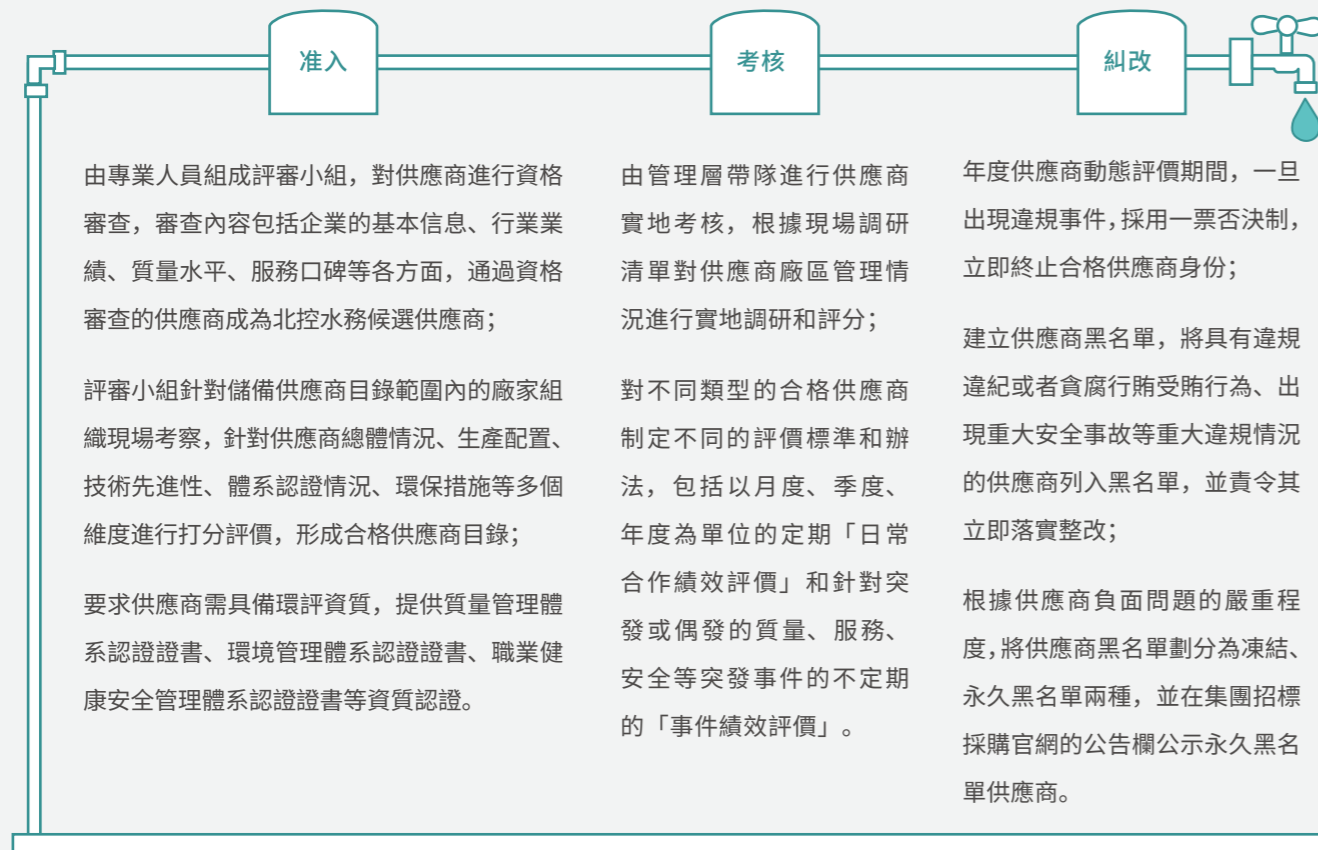 准入
由專業人員組成評審小組，對供應商進行資格
審查，審查內容包括企業的基本信息、行業業
績、質量水平、服務口碑等各方面，通過資格
審查的供應商成為北控水務候選供應商；
評審小組針對儲備供應商目錄範圍內的廠家組
織現場考察，針對供應商總體情況、生產配置、
技術先進性、體系認證情況、環保措施等多個
維度進行打分評價，形成合格供應商目錄；
要求供應商需具備環評資質，提供質量管理體
系認證證書、環境管理體系認證證書、職業健
康安全管理體系認證證書等資質認證。
考核
由管理層帶隊進行供應商
實地考核，根據現場調研
清單對供應商廠區管理情
況進行實地調研和評分；
對不同類型的合格供應商
制定不同的評價標準和辦
法，包括以月度、季度、
年度為單位的定期「日常
合作績效評價」和針對突
發或偶發的質量、服務、
安全等突發事件的不定期
的「事件績效評價」。
糾改
年度供應商動態評價期間，一旦
出現違規事件，採用一票否決制，
立即終止合格供應商身份；
建立供應商黑名單，將具有違規
違紀或者貪腐行賄受賄行為、出
現重大安全事故等重大違規情況
的供應商列入黑名單，並責令其
立即落實整改；
根據供應商負面問題的嚴重程
度，將供應商黑名單劃分為凍結、
永久黑名單兩種，並在集團招標
採購官網的公告欄公示永久黑名
單供應商。